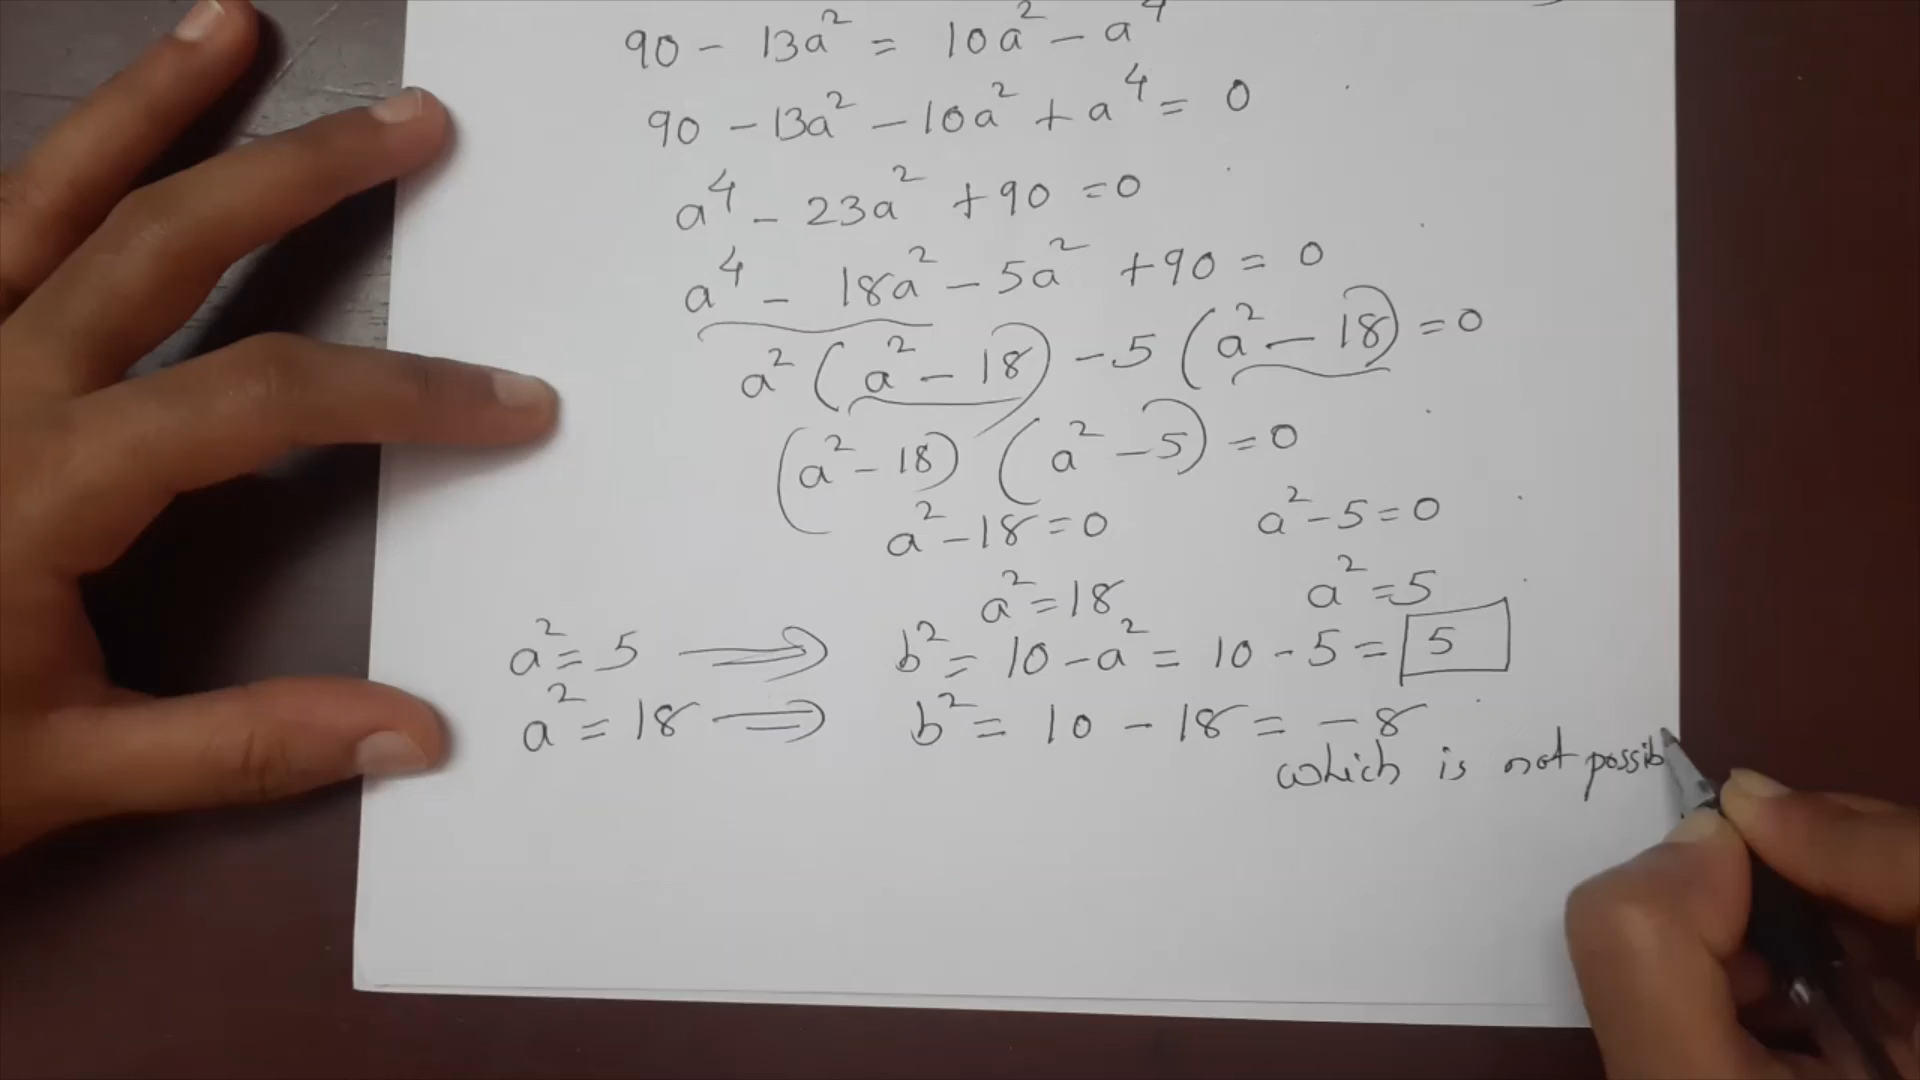 90 - 13a² = 10a² - a⁴
90 - 13a² - 10a² + a⁴ = 0
a⁴ - 23a² + 90 = 0
a⁴ - 18a² - 5a² + 90 = 0
a² (a² - 18) - 5 (a² - 18) = 0
(a² - 18) (a² - 5) = 0
a² - 18 = 0 a² - 5 = 0
a² = 18 a² = 5
a² = 5 ⟹ b² = 10 - a² = 10 - 5 = 5
a² = 18 ⟹ b² = 10 - 18 = -8
which is not possib